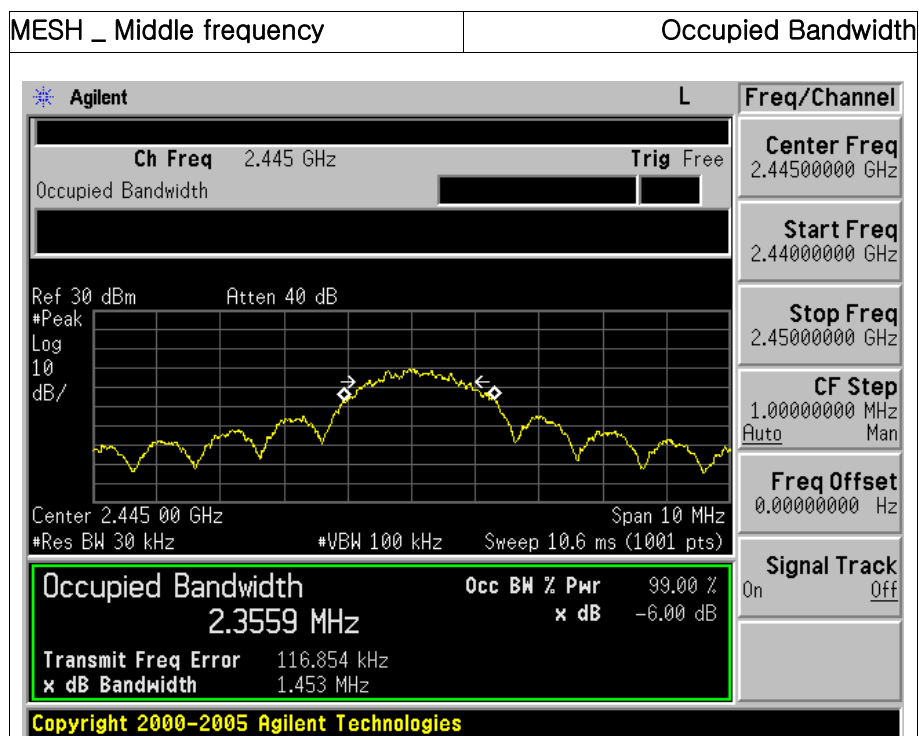 MESH _ Middle frequency
Occupied Bandwidth
Agilent
L
Freq/Channel
Ch Freq 2.445 GHz
Trig Free
Occupied Bandwidth
Center Freq
2.44500000 GHz
Start Freq
2.44000000 GHz
Stop Freq
2.45000000 GHz
CF Step
1.00000000 MHz
Auto Man
Freq Offset
0.00000000 Hz
Signal Track
On Off
Ref 30 dBm
Atten 40 dB
#Peak
Log
10
dB/
Center 2.445 00 GHz
Span 10 MHz
#Res BW 30 kHz
#VBW 100 kHz
Sweep 10.6 ms (1001 pts)
Occupied Bandwidth
2.3559 MHz
Occ BW % Pwr 99.00 %
x dB -6.00 dB
Transmit Freq Error 116.854 kHz
x dB Bandwidth 1.453 MHz
Copyright 2000-2005 Agilent Technologies